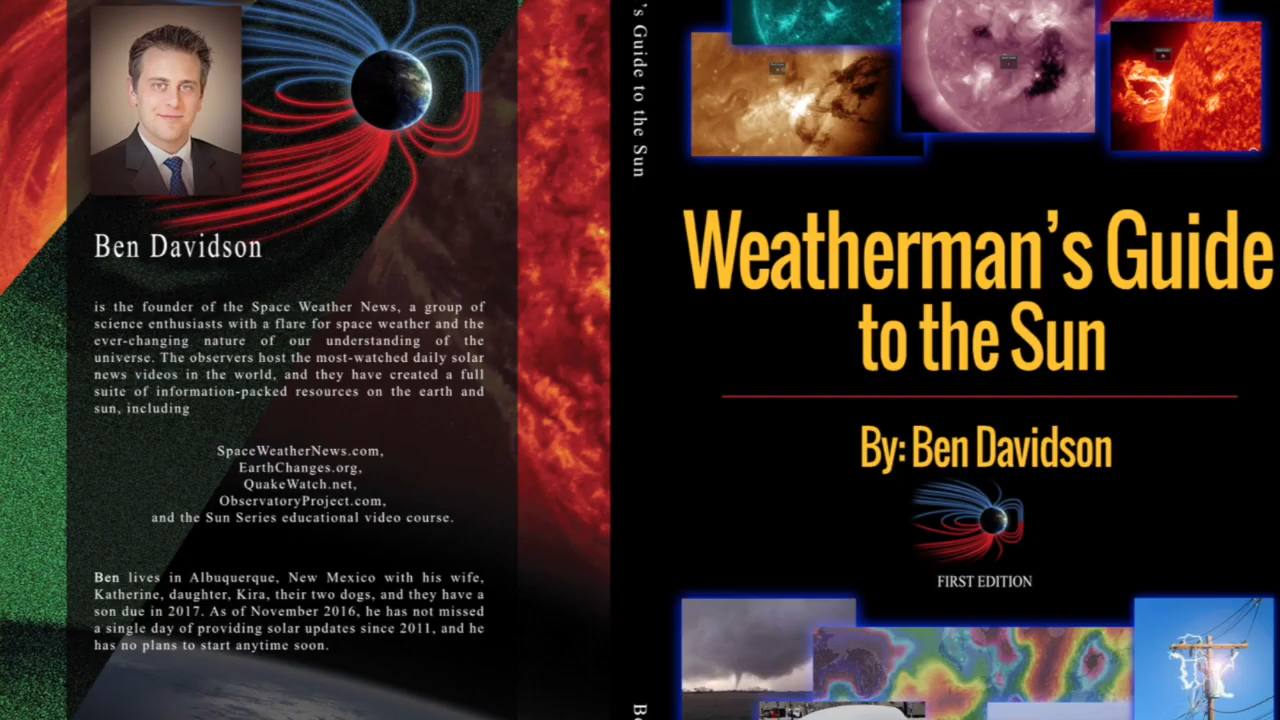 Ben Davidson
is the founder of the Space Weather News, a group of
science enthusiasts with a flare for space weather and the
ever-changing nature of our understanding of the
universe. The observers host the most-watched daily solar
news videos in the world, and they have created a full
suite of information-packed resources on the earth and
sun, including
SpaceWeatherNews.com,
EarthChanges.org,
QuakeWatch.net,
ObservatoryProject.com,
and the Sun Series educational video course.
Ben lives in Albuquerque, New Mexico with his wife,
Katherine, daughter, Kira, their two dogs, and they have a
son due in 2017. As of November 2016, he has not missed
a single day of providing solar updates since 2011, and he
has no plans to start anytime soon.
's Guide to the Sun
Be
Weatherman's Guide
to the Sun
By: Ben Davidson
FIRST EDITION